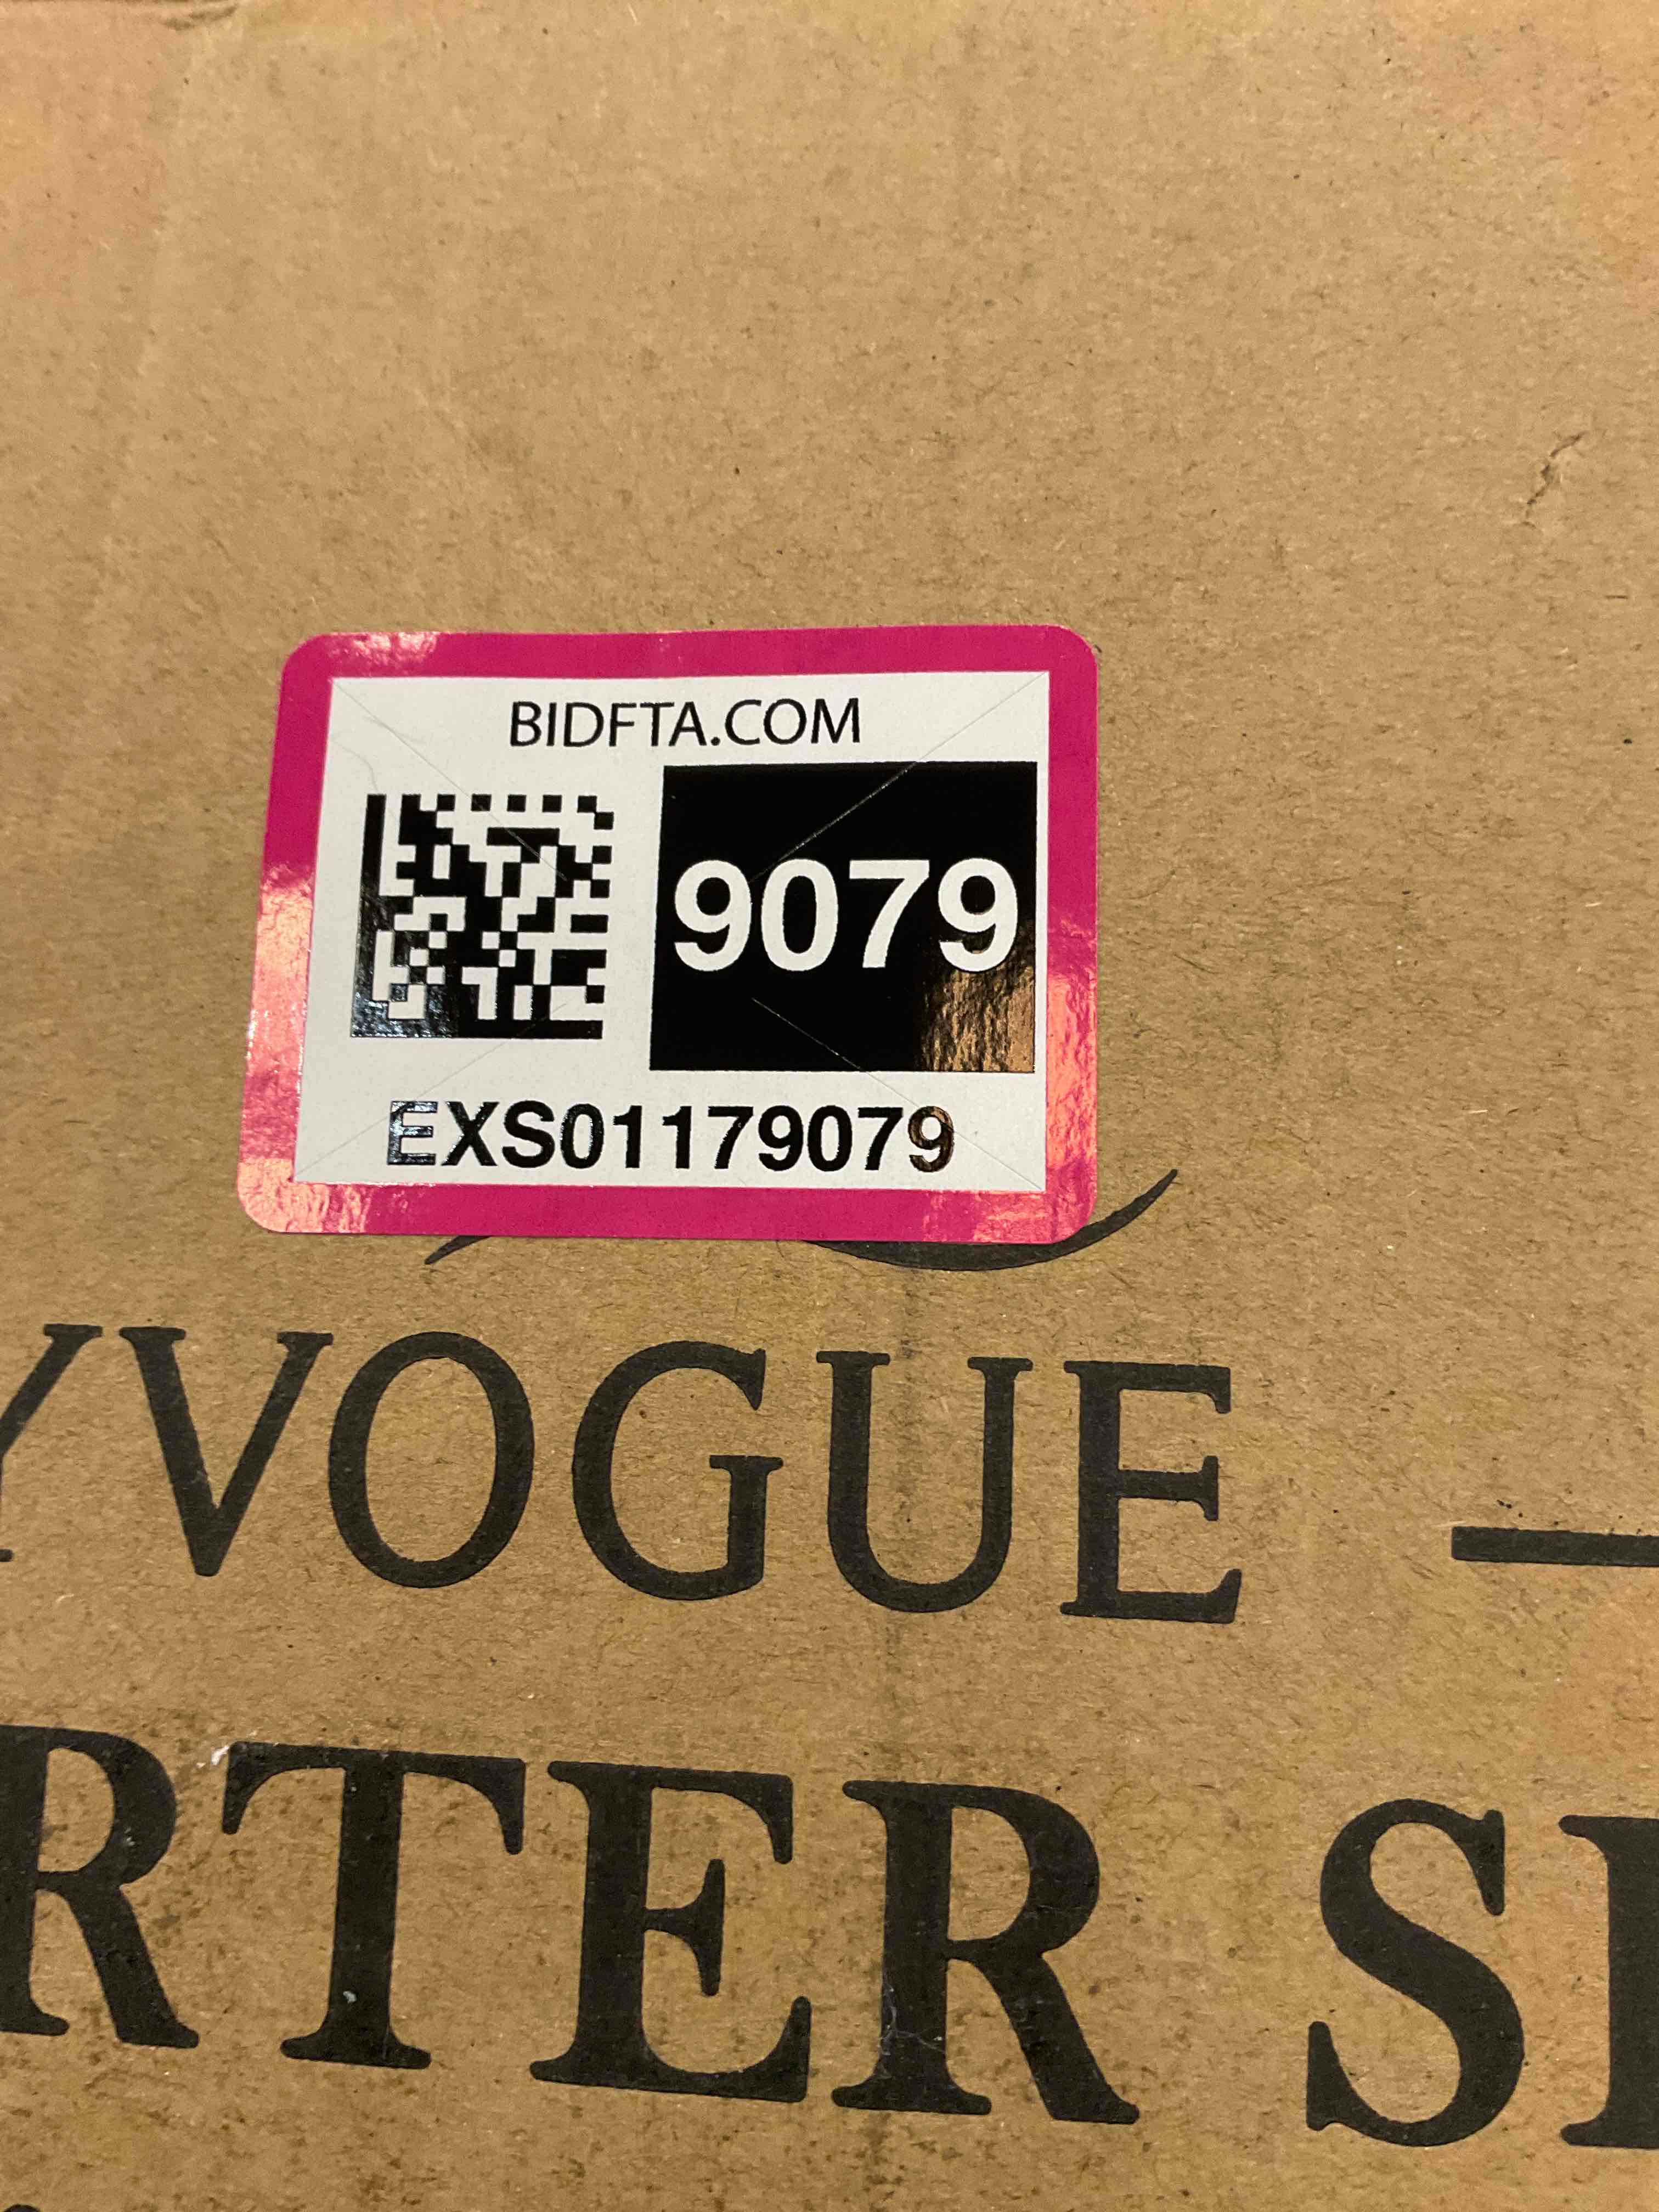 BIDFTA.COM
9079
EXS01179079
YVOGUE —
RTER S